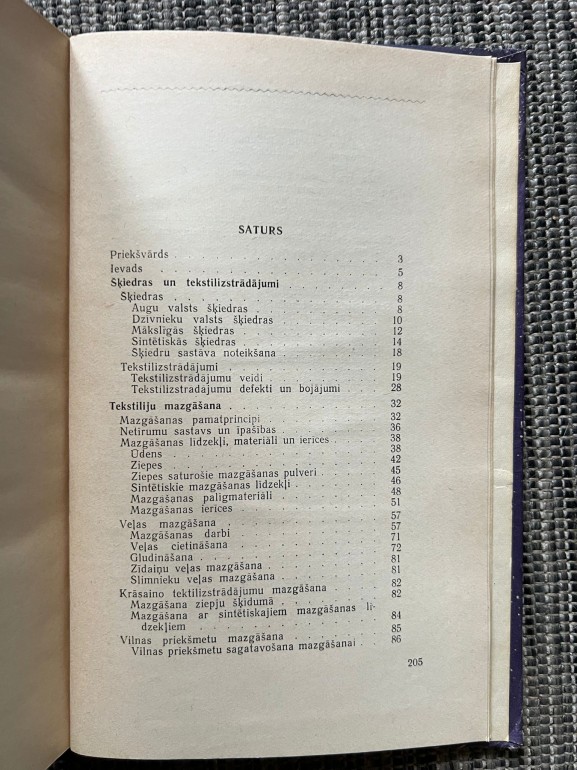 SATURS
Priekšvārds 3
Ievads 5
Šķiedras un tekstilizstrādājumi 8
Šķiedras 8
Augu valsts šķiedras 8
Dzīvnieku valsts šķiedras 10
Mākslīgās šķiedras 12
Sintētiskās šķiedras 14
Šķiedru sastāva noteikšana 18
Tekstilizstrādājumi 19
Tekstilizstrādājumu veidi 19
Tekstilizstrādājumu defekti un bojājumi 28
Tekstiliju mazgāšana 32
Mazgāšanas pamatprincipi 32
Netīrumu sastāvs un īpašības 36
Mazgāšanas līdzekļi, materiāli un ierīces 38
Ūdens 38
Ziepes 42
Ziepes saturošie mazgāšanas pulveri 45
Sintētiskie mazgāšanas līdzekļi 46
Mazgāšanas palīgmateriāli 48
Mazgāšanas ierīces 51
Veļas mazgāšana 57
Mazgāšanas darbi 57
Veļas cietināšana 71
Gludināšana 72
Zīdaiņu veļas mazgāšana 81
Slimnieku veļas mazgāšana 81
Krāsaino tektilizstrādājumu mazgāšana 82
Mazgāšana ziepju šķīdumā 82
Mazgāšana ar sintētiskajiem mazgāšanas lī-
dzekļiem 84
Vilnas priekšmetu mazgāšana 85
Vilnas priekšmetu sagatavošana mazgāšanai 86
205